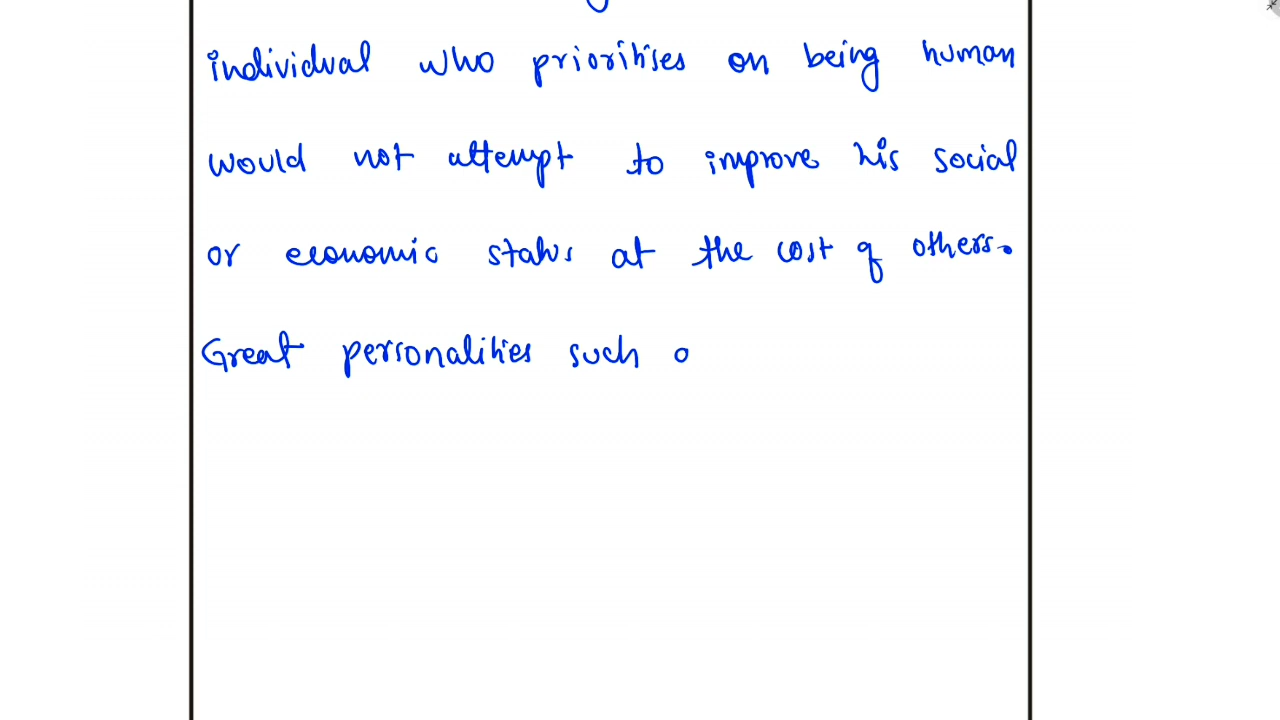 individual who prioritises on being human
would not attempt to improve his social
or economic status at the cost of others.
Great personalities such